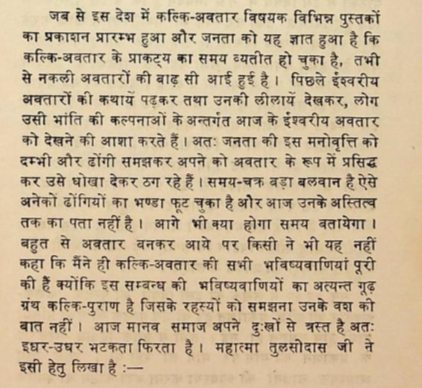 जब से इस देश में कल्कि-अवतार विषयक विभिन्न पुस्तकों
का प्रकाशन प्रारम्भ हुआ और जनता को यह ज्ञात हुआ है कि
कल्कि-अवतार के प्राकट्य का समय व्यतीत हो चुका है, तभी
से नकली अवतारों की बाढ़ सी आई हुई है। पिछले ईश्वरीय
अवतारों की कथायें पढ़कर तथा उनकी लीलायें देखकर, लोग
उसी भांति की कल्पनाओं के अन्तर्गत आज के ईश्वरीय अवतार
को देखने की आशा करते हैं। अतः जनता की इस मनोवृत्ति को
दम्भी और ढोंगी समझकर अपने को अवतार के रूप में प्रसिद्ध
कर उसे धोखा देकर ठग रहे हैं। समय-चक्र बड़ा बलवान है ऐसे
अनेकों ढोंगियों का भण्डा फूट चुका है और आज उनके अस्तित्व
तक का पता नहीं है। आगे भी क्या होगा समय बतायेगा।
बहुत से अवतार बनकर आये पर किसी ने भी यह नहीं
कहा कि मैंने ही कल्कि-अवतार की सभी भविष्यवाणियां पूरी
की हैं क्योंकि इस सम्बन्ध की भविष्यवाणियों का अत्यन्त गूढ़
ग्रंथ कल्कि-पुराण है जिसके रहस्यों को समझना उनके वश की
बात नहीं। आज मानव समाज अपने दुःखों से त्रस्त है अतः
इधर-उधर भटकता फिरता है। महात्मा तुलसीदास जी ने
इसी हेतु लिखा है :—